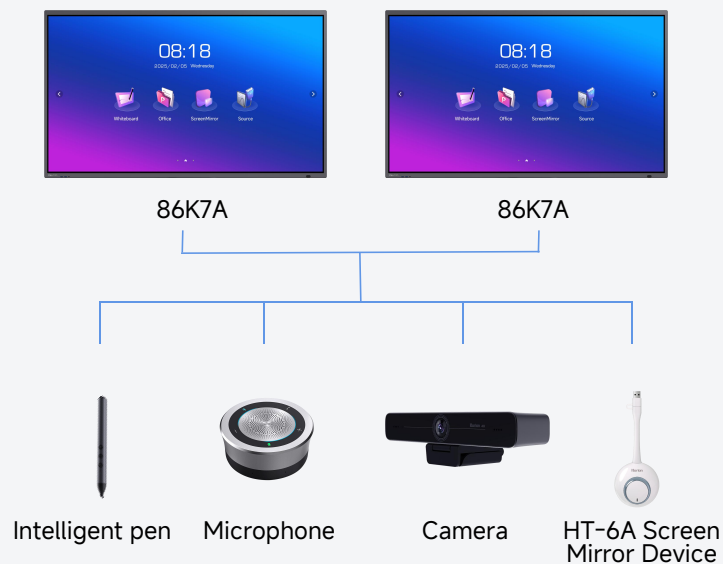 08:18
2025/02/05 Wednesday
Whiteboard Office ScreenMirror Source
08:18
2025/02/05 Wednesday
Whiteboard Office ScreenMirror Source
86K7A
86K7A
Intelligent pen
Microphone
Camera
HT-6A Screen
Mirror Device